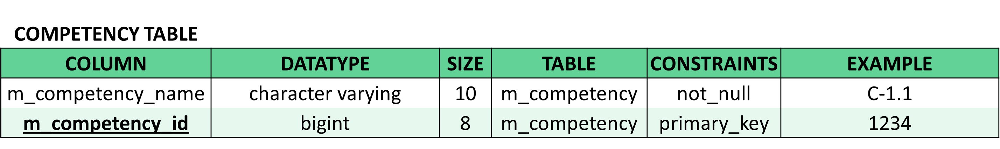 COMPETENCY TABLE
COLUMN DATATYPE SIZE TABLE CONSTRAINTS EXAMPLE
m_competency_name character varying 10 m_competency not_null C-1.1
m_competency_id bigint 8 m_competency primary_key 1234